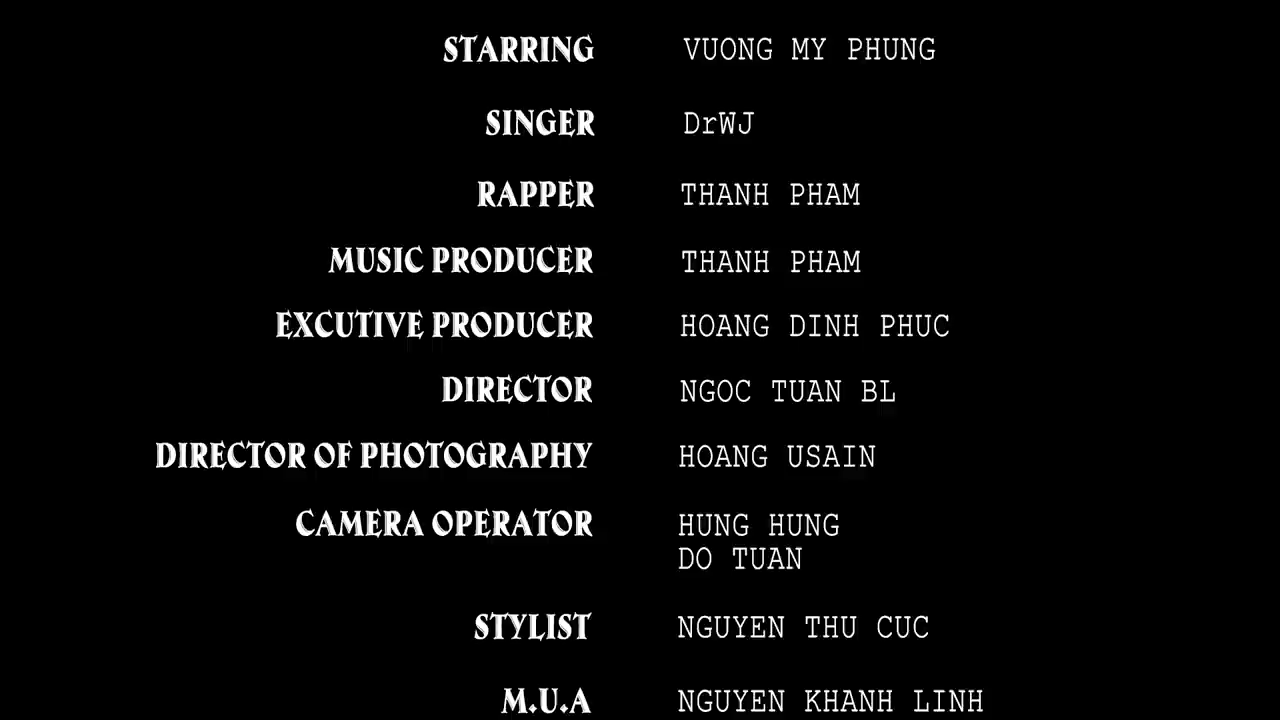 STARRING VUONG MY PHUNG
SINGER DrWJ
RAPPER THANH PHAM
MUSIC PRODUCER THANH PHAM
EXCUTIVE PRODUCER HOANG DINH PHUC
DIRECTOR NGOC TUAN BL
DIRECTOR OF PHOTOGRAPHY HOANG USAIN
CAMERA OPERATOR HUNG HUNG
DO TUAN
STYLIST NGUYEN THU CUC
M.U.A NGUYEN KHANH LINH